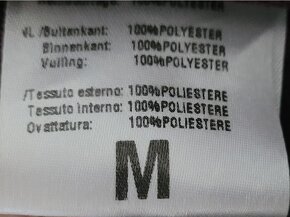 NL /Buitenkant: 100%POLYESTER
Binnenkant: 100%POLYESTER
Vulling: 100%POLYESTER
/Tessuto esterno: 100%POLIESTERE
Tessuto interno: 100%POLIESTERE
Ovattatura: 100%POLIESTERE
M